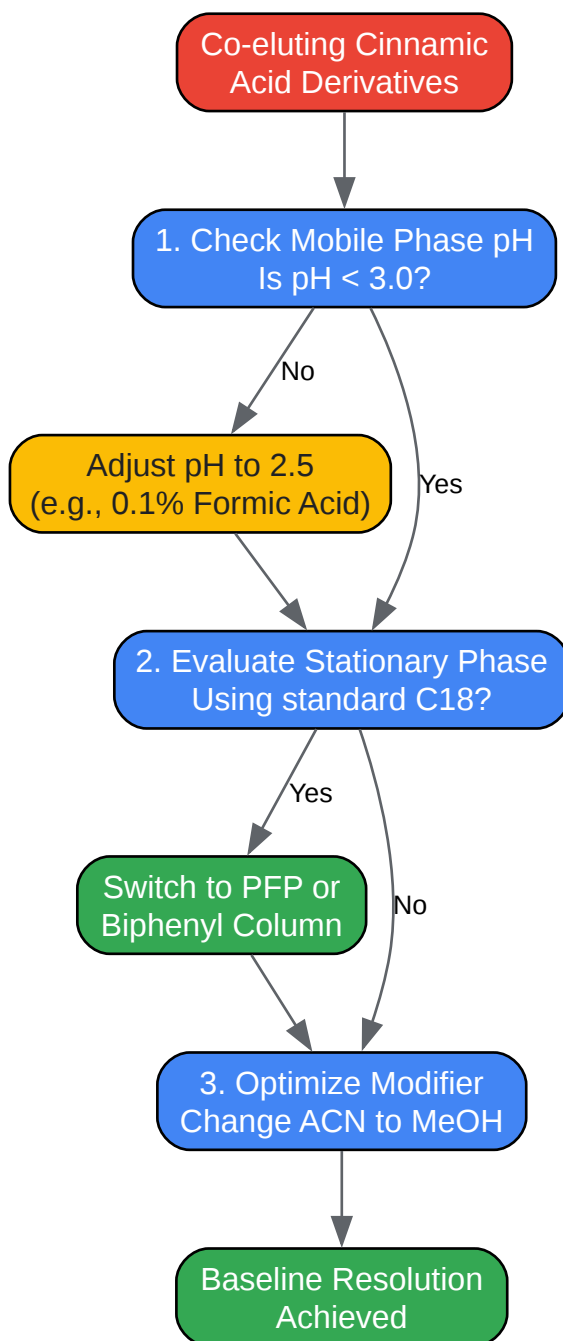 Co-eluting Cinnamic
Acid Derivatives
1. Check Mobile Phase pH
Is pH < 3.0?
No
Adjust pH to 2.5
(e.g., 0.1% Formic Acid)
Yes
2. Evaluate Stationary Phase
Using standard C18?
Yes
Switch to PFP or
Biphenyl Column
No
3. Optimize Modifier
Change ACN to MeOH
Baseline Resolution
Achieved